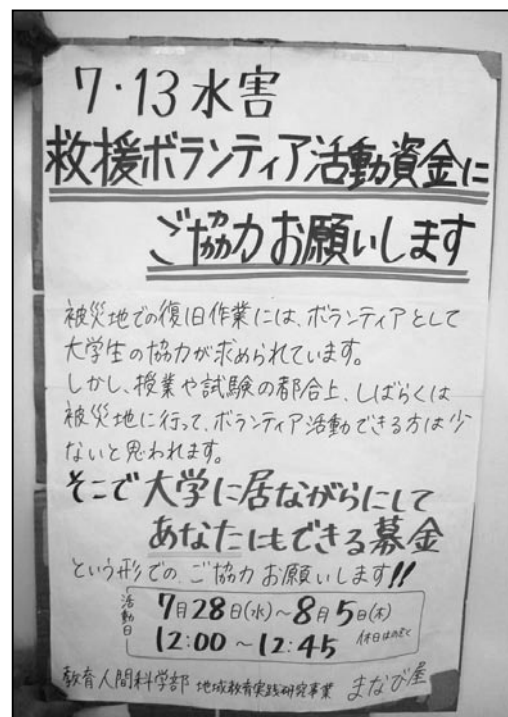 7・13水害
救援ボランティア活動資金に
ご協力お願いします
被災地での復旧作業には、ボランティアとして
大学生の協力が求められています。
しかし、授業や試験の都合上、しばらくは
被災地に行って、ボランティア活動できる方は少
ないと思われます。
そこで大学に居ながらにして
あなたにもできる募金
という形での、ご協力お願いします!!
活動日
7月28日(水)～8月5日(木)
12:00～12:45 休日はのぞく
教育人間科学部 地域教育実践研究事業 まなび屋